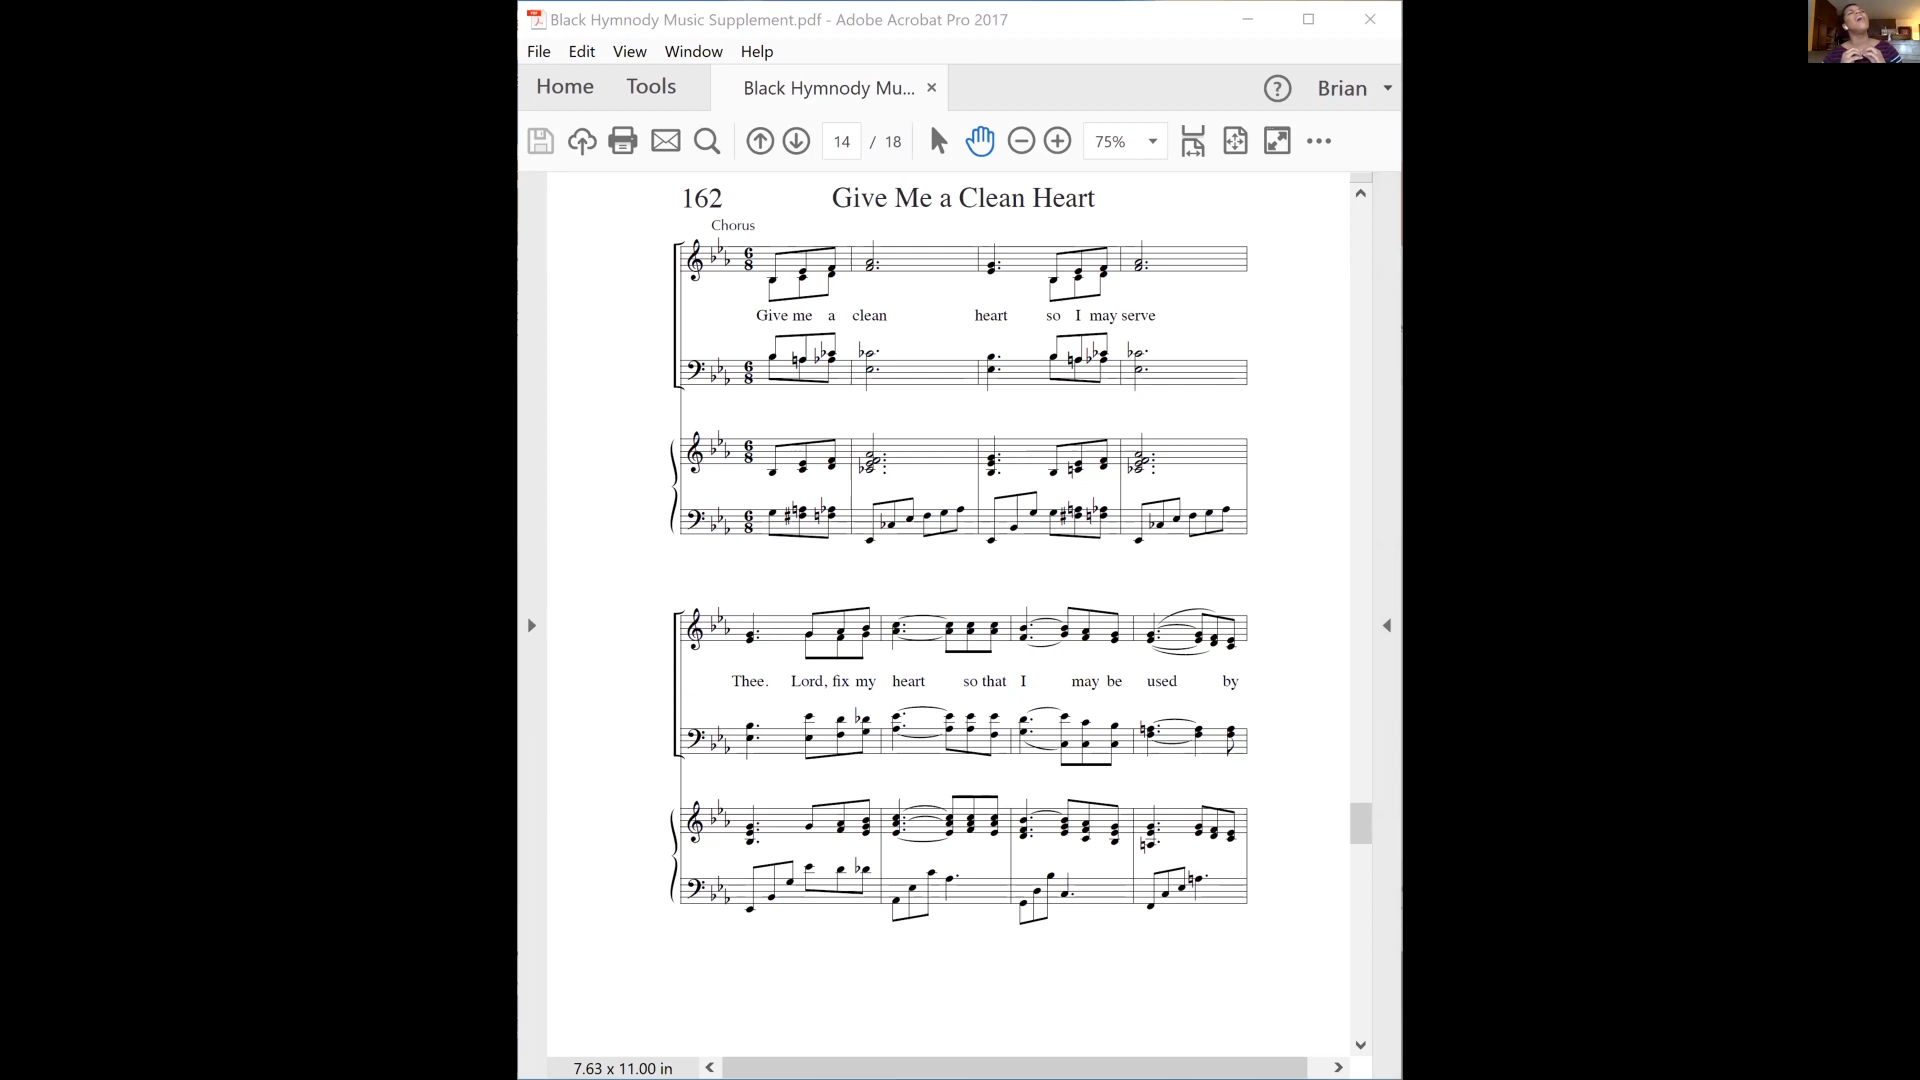 Black Hymnody Music Supplement.pdf - Adobe Acrobat Pro 2017
File Edit View Window Help
Home Tools Black Hymnody Mu... × ? Brian
14 / 18 75%
162 Give Me a Clean Heart
Chorus
Give me a clean heart so I may serve
Thee. Lord, fix my heart so that I may be used by
7.63 x 11.00 in